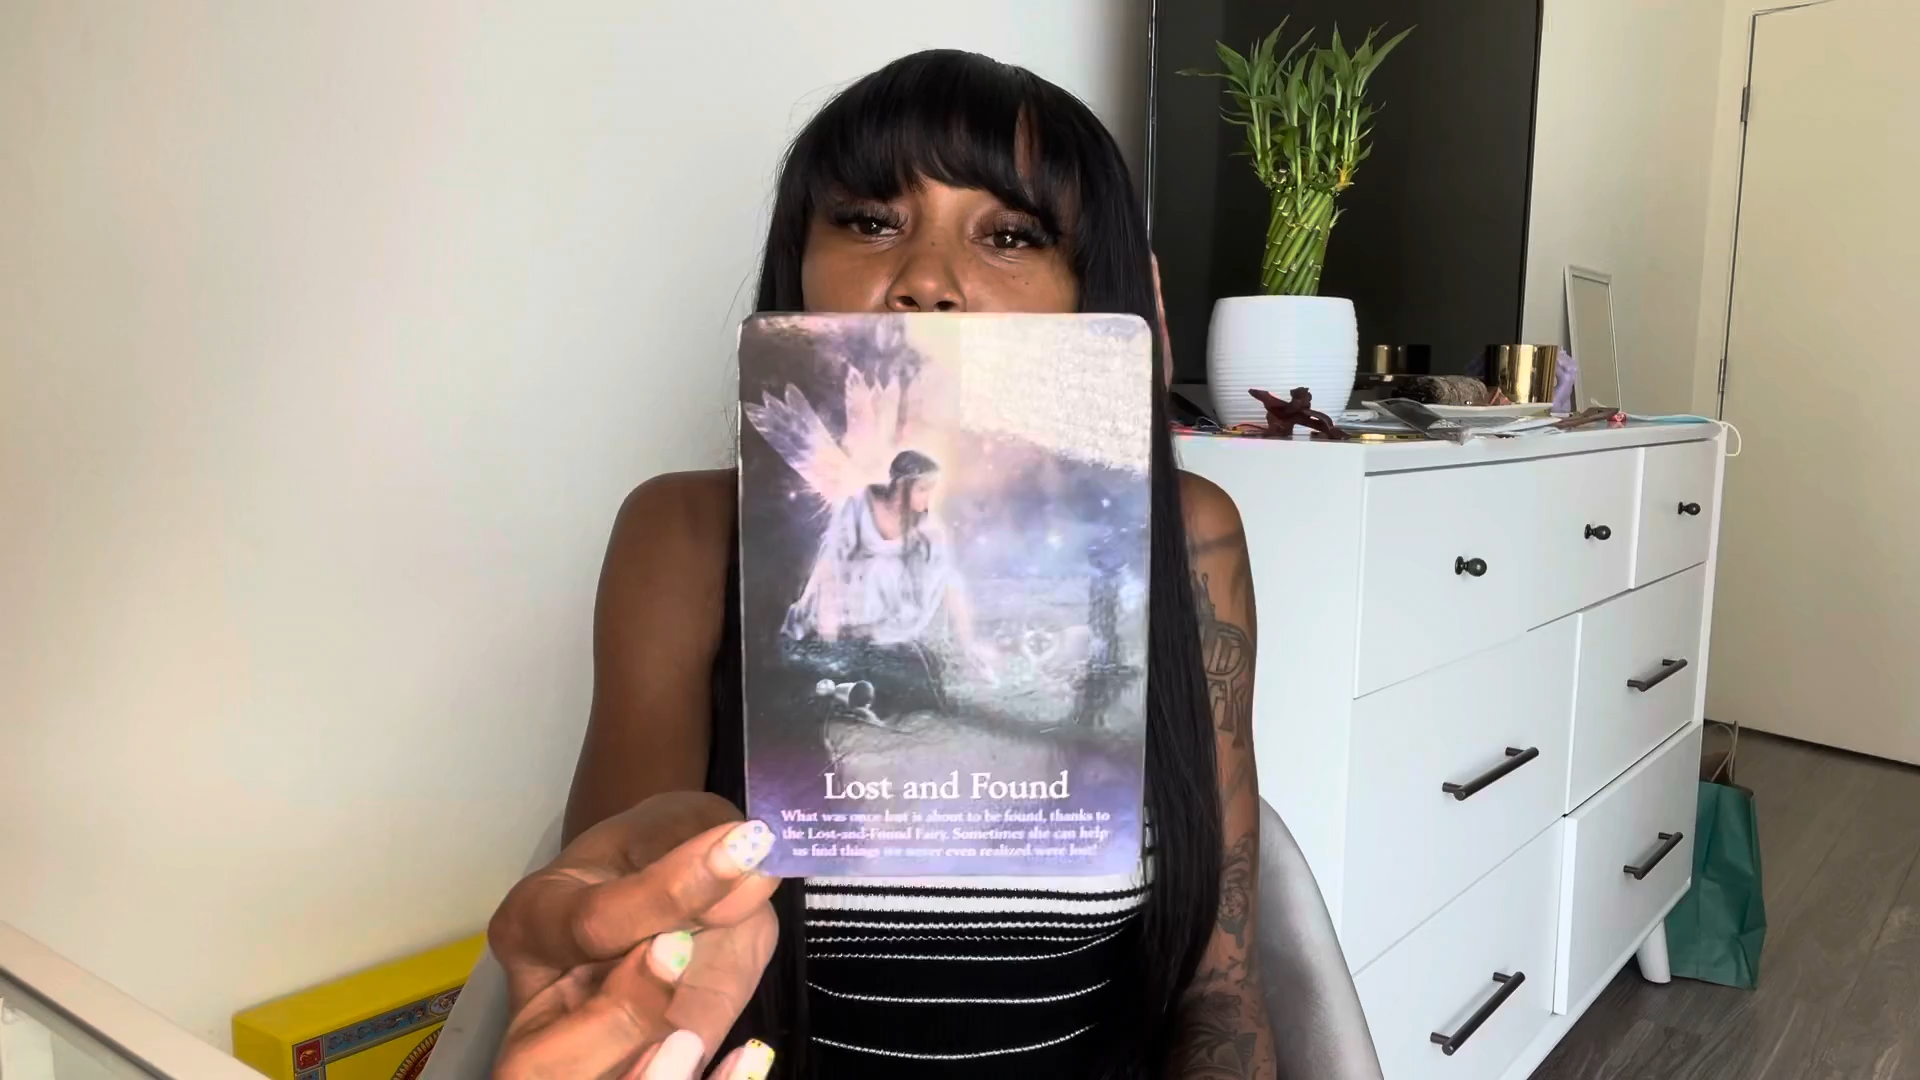 Lost and Found
What was once lost is about to be found, thanks to
the Lost-and-Found Fairy. Sometimes she can help
us find things we never even realized were lost!